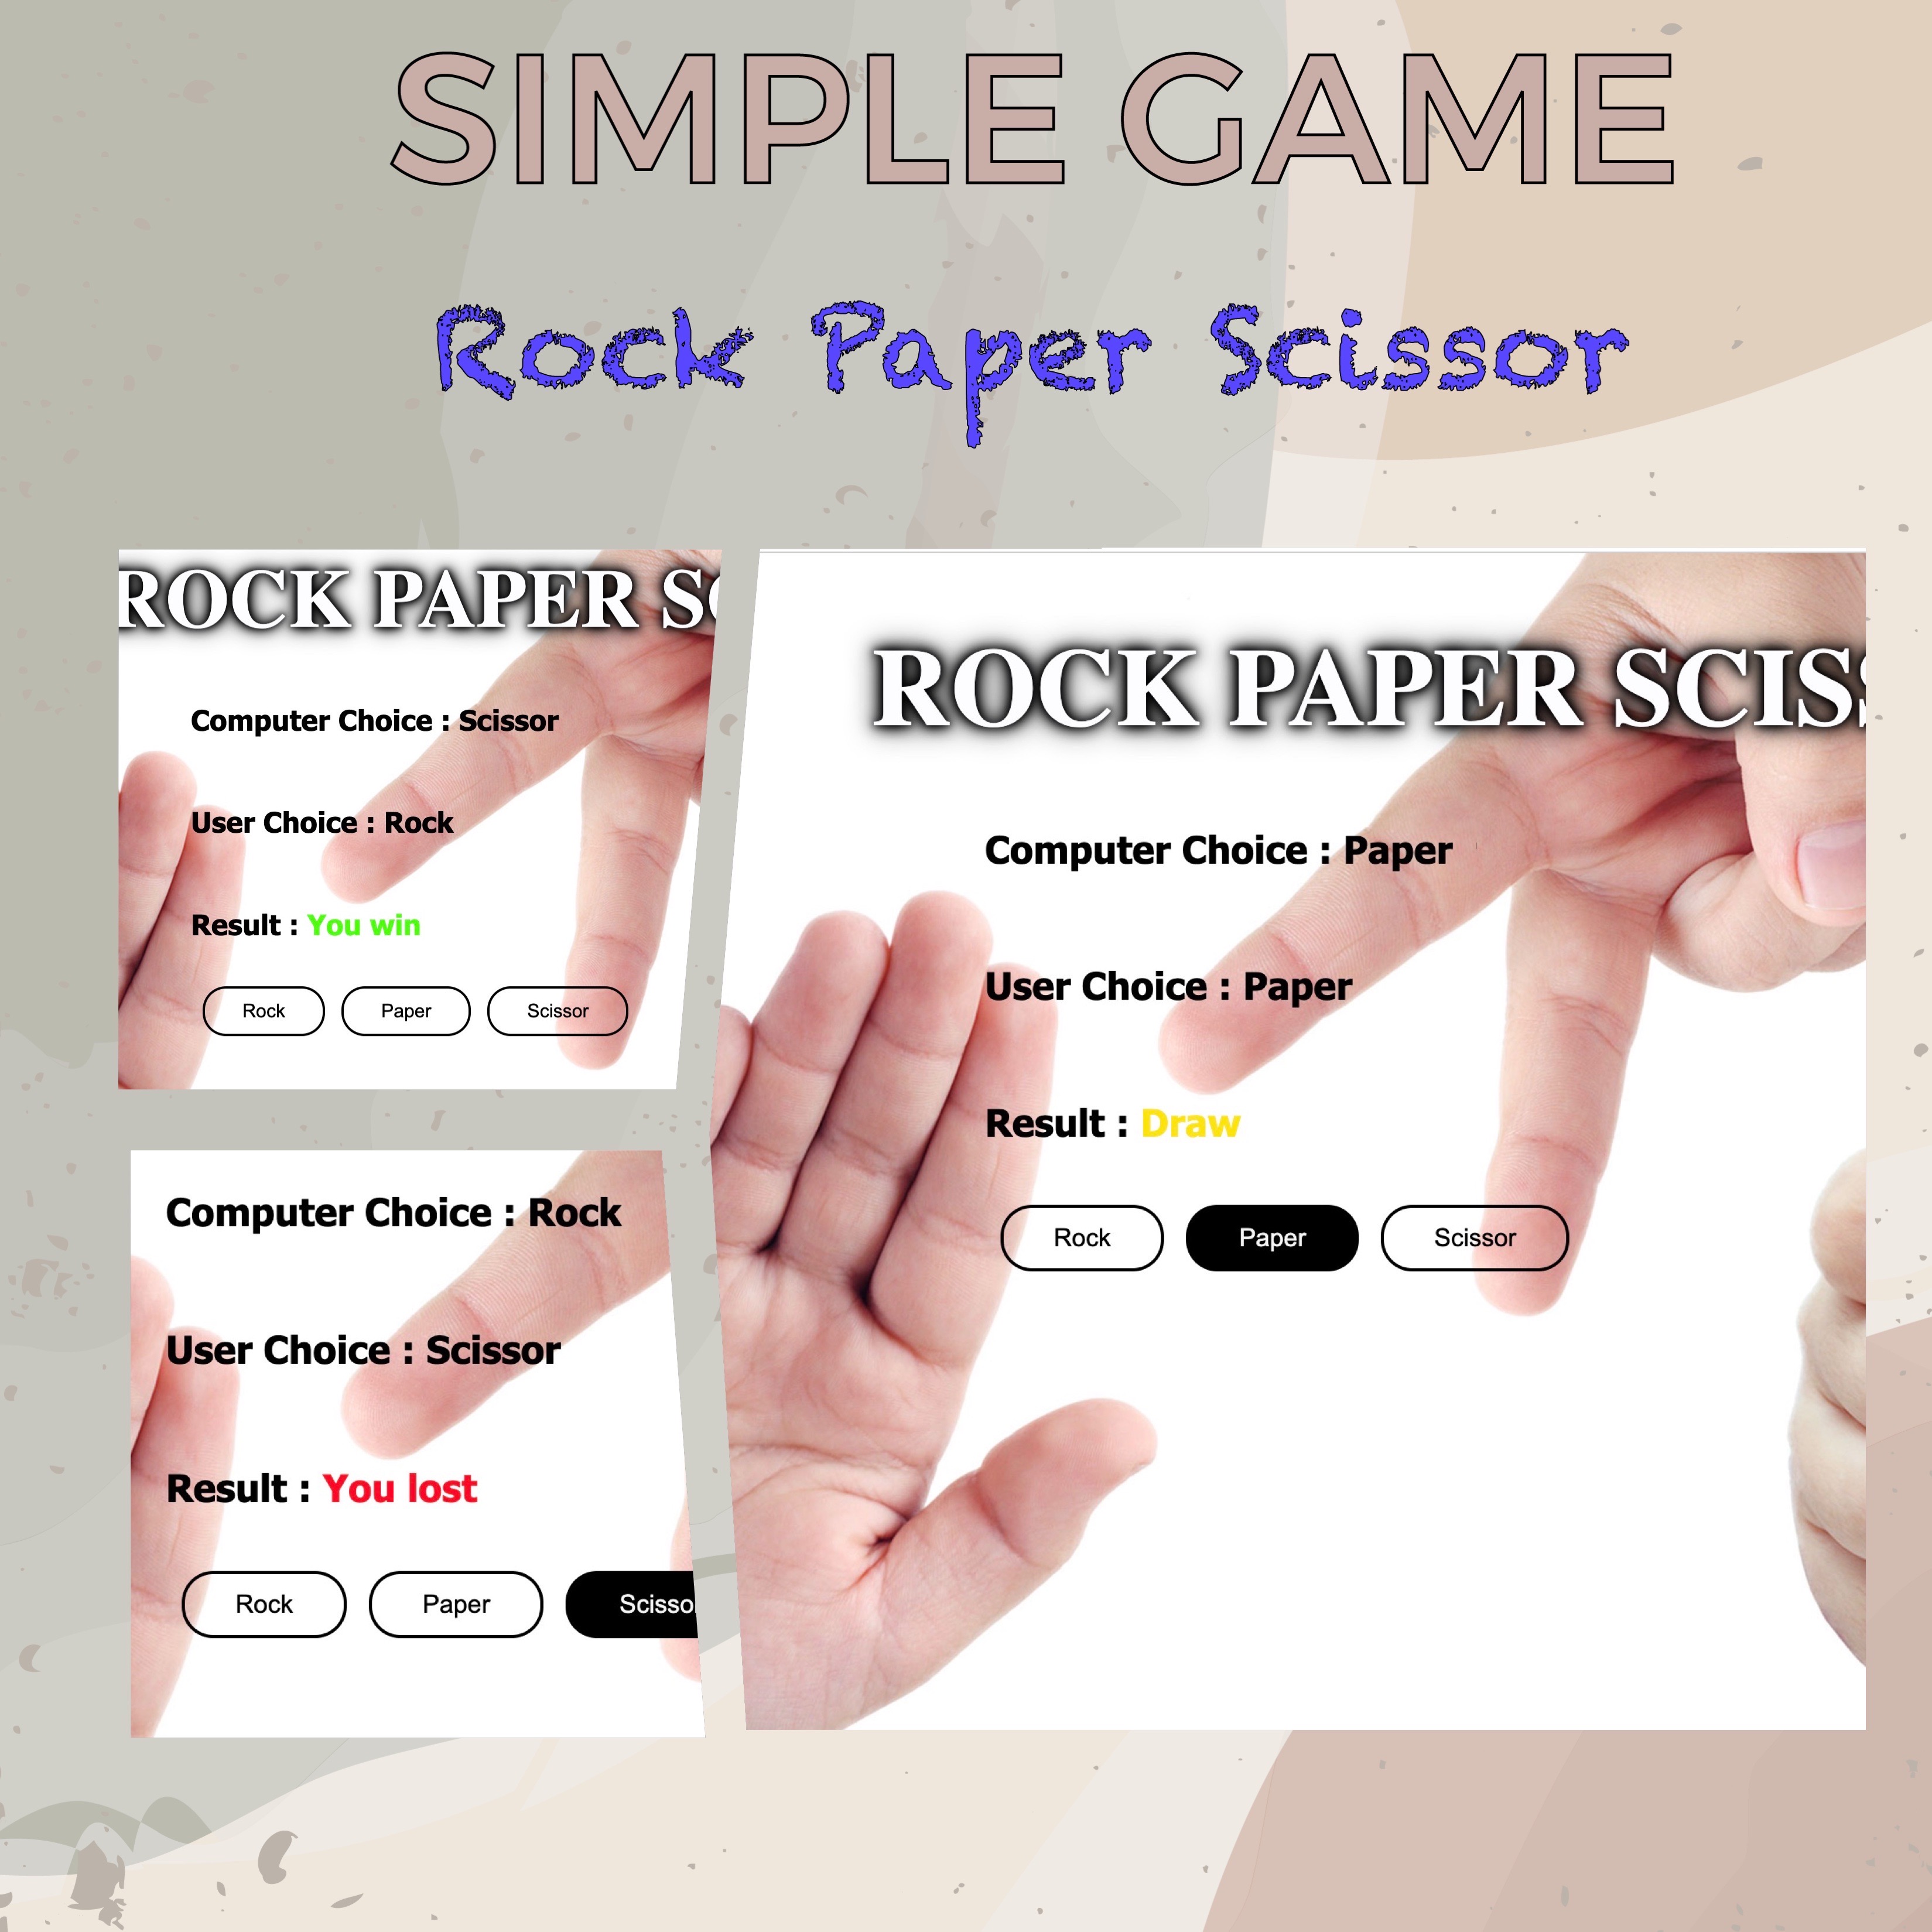 SIMPLE GAME
Rock Paper Scissor
ROCK PAPER SC
Computer Choice : Scissor
User Choice : Rock
Result : You win
Rock Paper Scissor
Computer Choice : Rock
User Choice : Scissor
Result : You lost
Rock Paper Scissor
ROCK PAPER SCISS
Computer Choice : Paper
User Choice : Paper
Result : Draw
Rock Paper Scissor